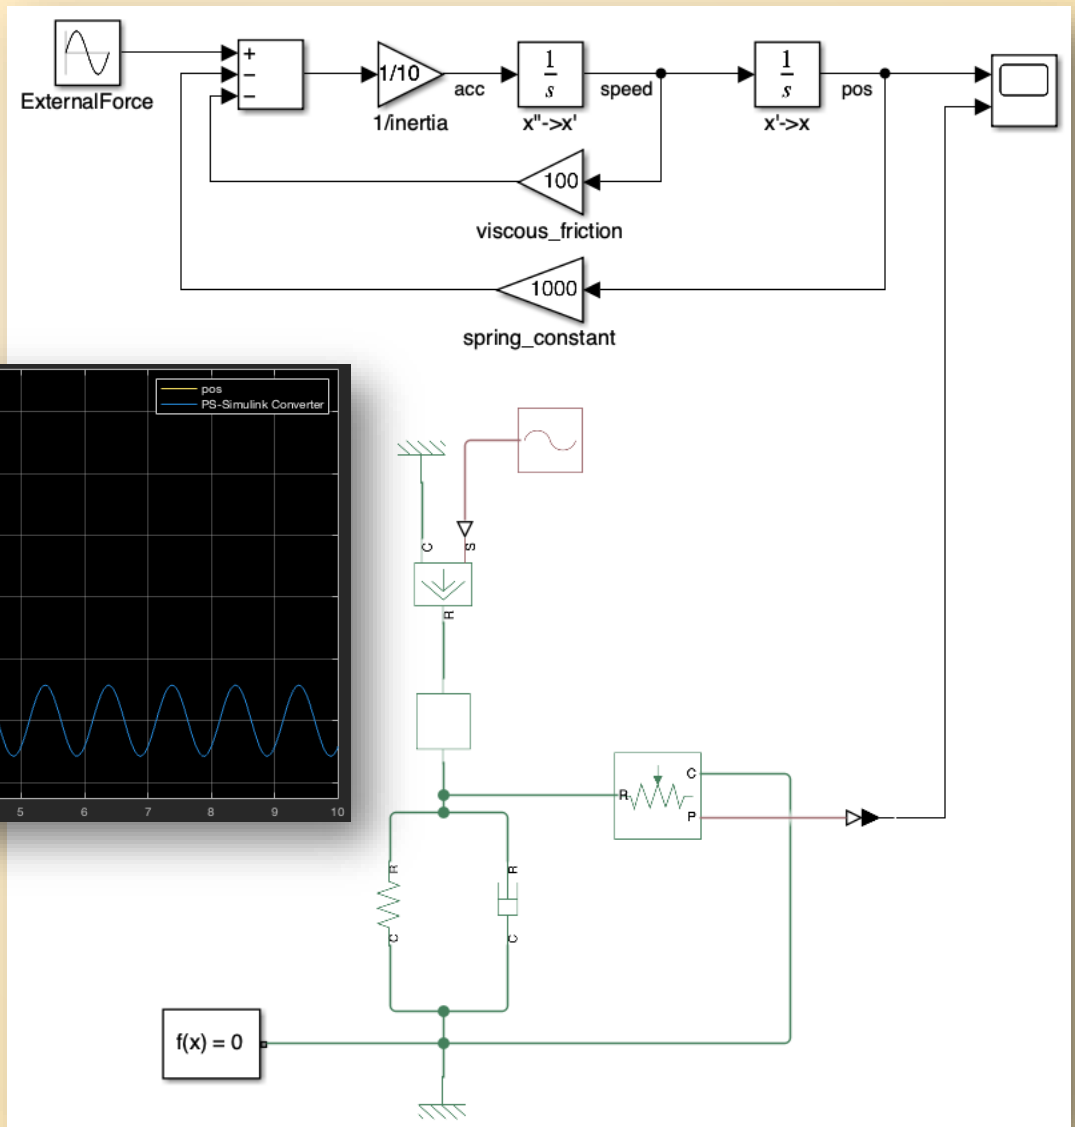 +
−
−
1/10
1
s
1
s
acc
speed
pos
ExternalForce
1/inertia
x''->x'
x'->x
100
viscous_friction
1000
spring_constant
pos
PS-Simulink Converter
5 6 7 8 9 10
C
S
R
R
C
P
R
R
C
C
f(x) = 0